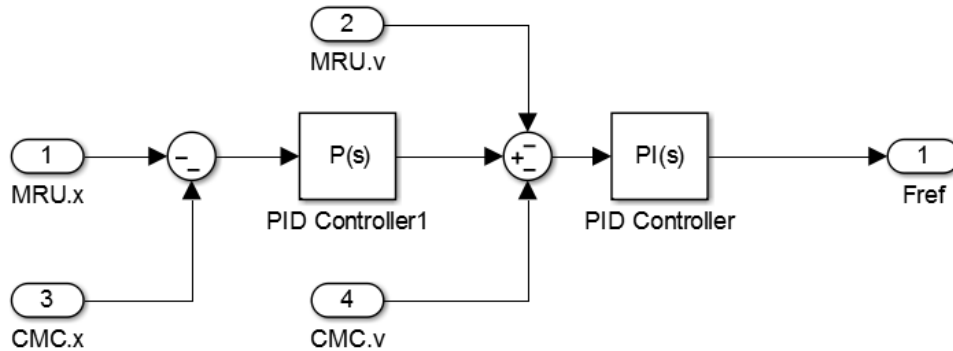 2
MRU.v
1
MRU.x
−
−
P(s)
PID Controller1
+
−
−
PI(s)
PID Controller
1
Fref
3
CMC.x
4
CMC.v